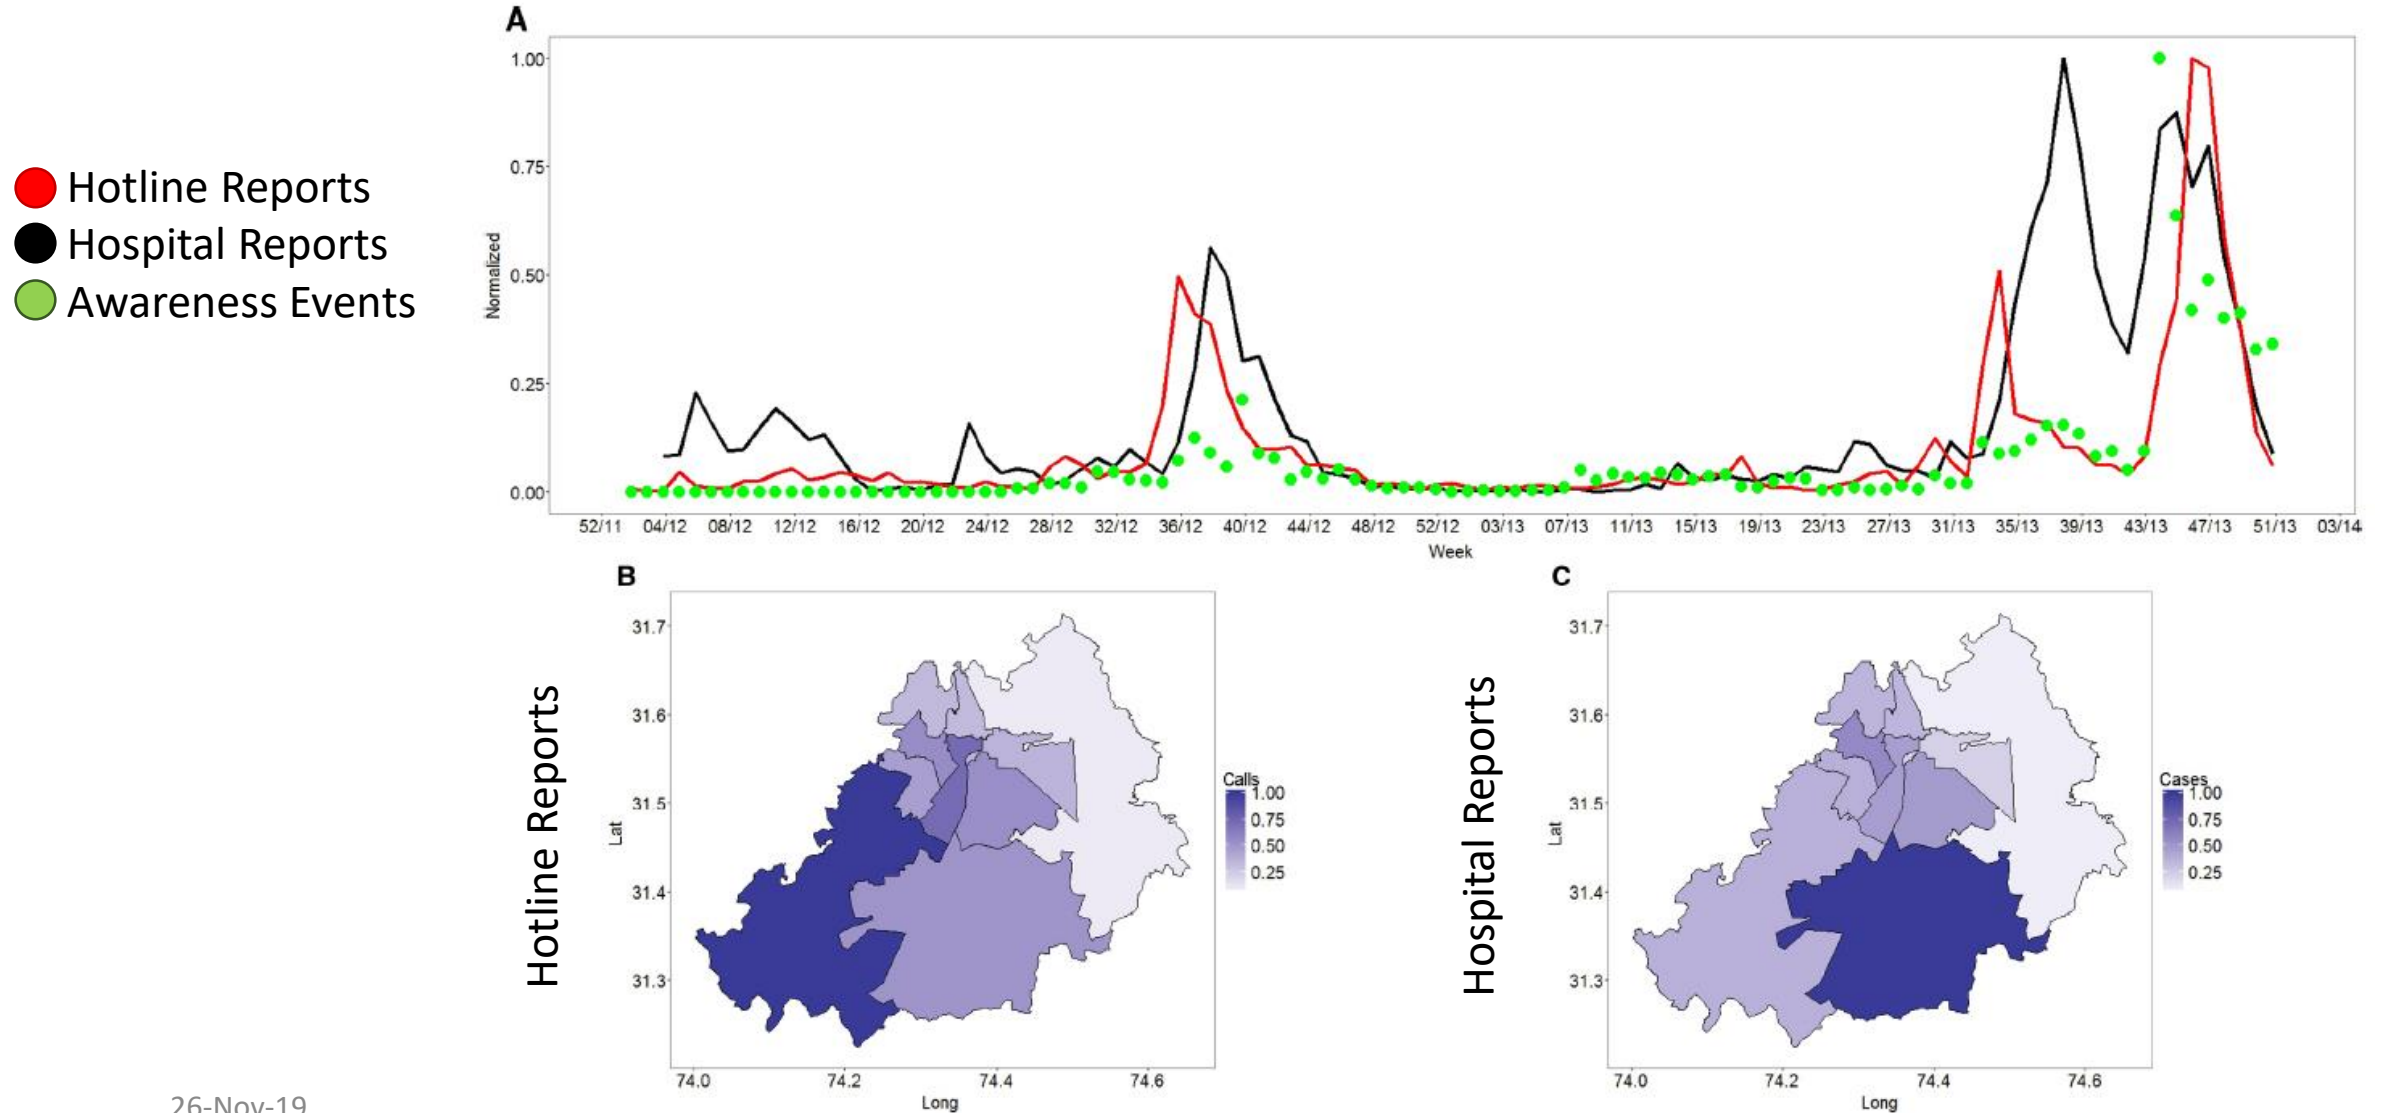 A
Hotline Reports
Hospital Reports
Awareness Events
Normalized
1.00
0.75
0.50
0.25
0.00
52/11 04/12 08/12 12/12 16/12 20/12 24/12 28/12 32/12 36/12 40/12 44/12 48/12 52/12 03/13 07/13 11/13 15/13 19/13 23/13 27/13 31/13 35/13 39/13 43/13 47/13 51/13 03/14
Week
B
Hotline Reports
Lat
31.7
31.6
31.5
31.4
31.3
74.0 74.2 74.4 74.6
Long
Calls
1.00
0.75
0.50
0.25
C
Hospital Reports
Lat
31.7
31.6
31.5
31.4
31.3
74.0 74.2 74.4 74.6
Long
Cases
1.00
0.75
0.50
0.25
26-Nov-19